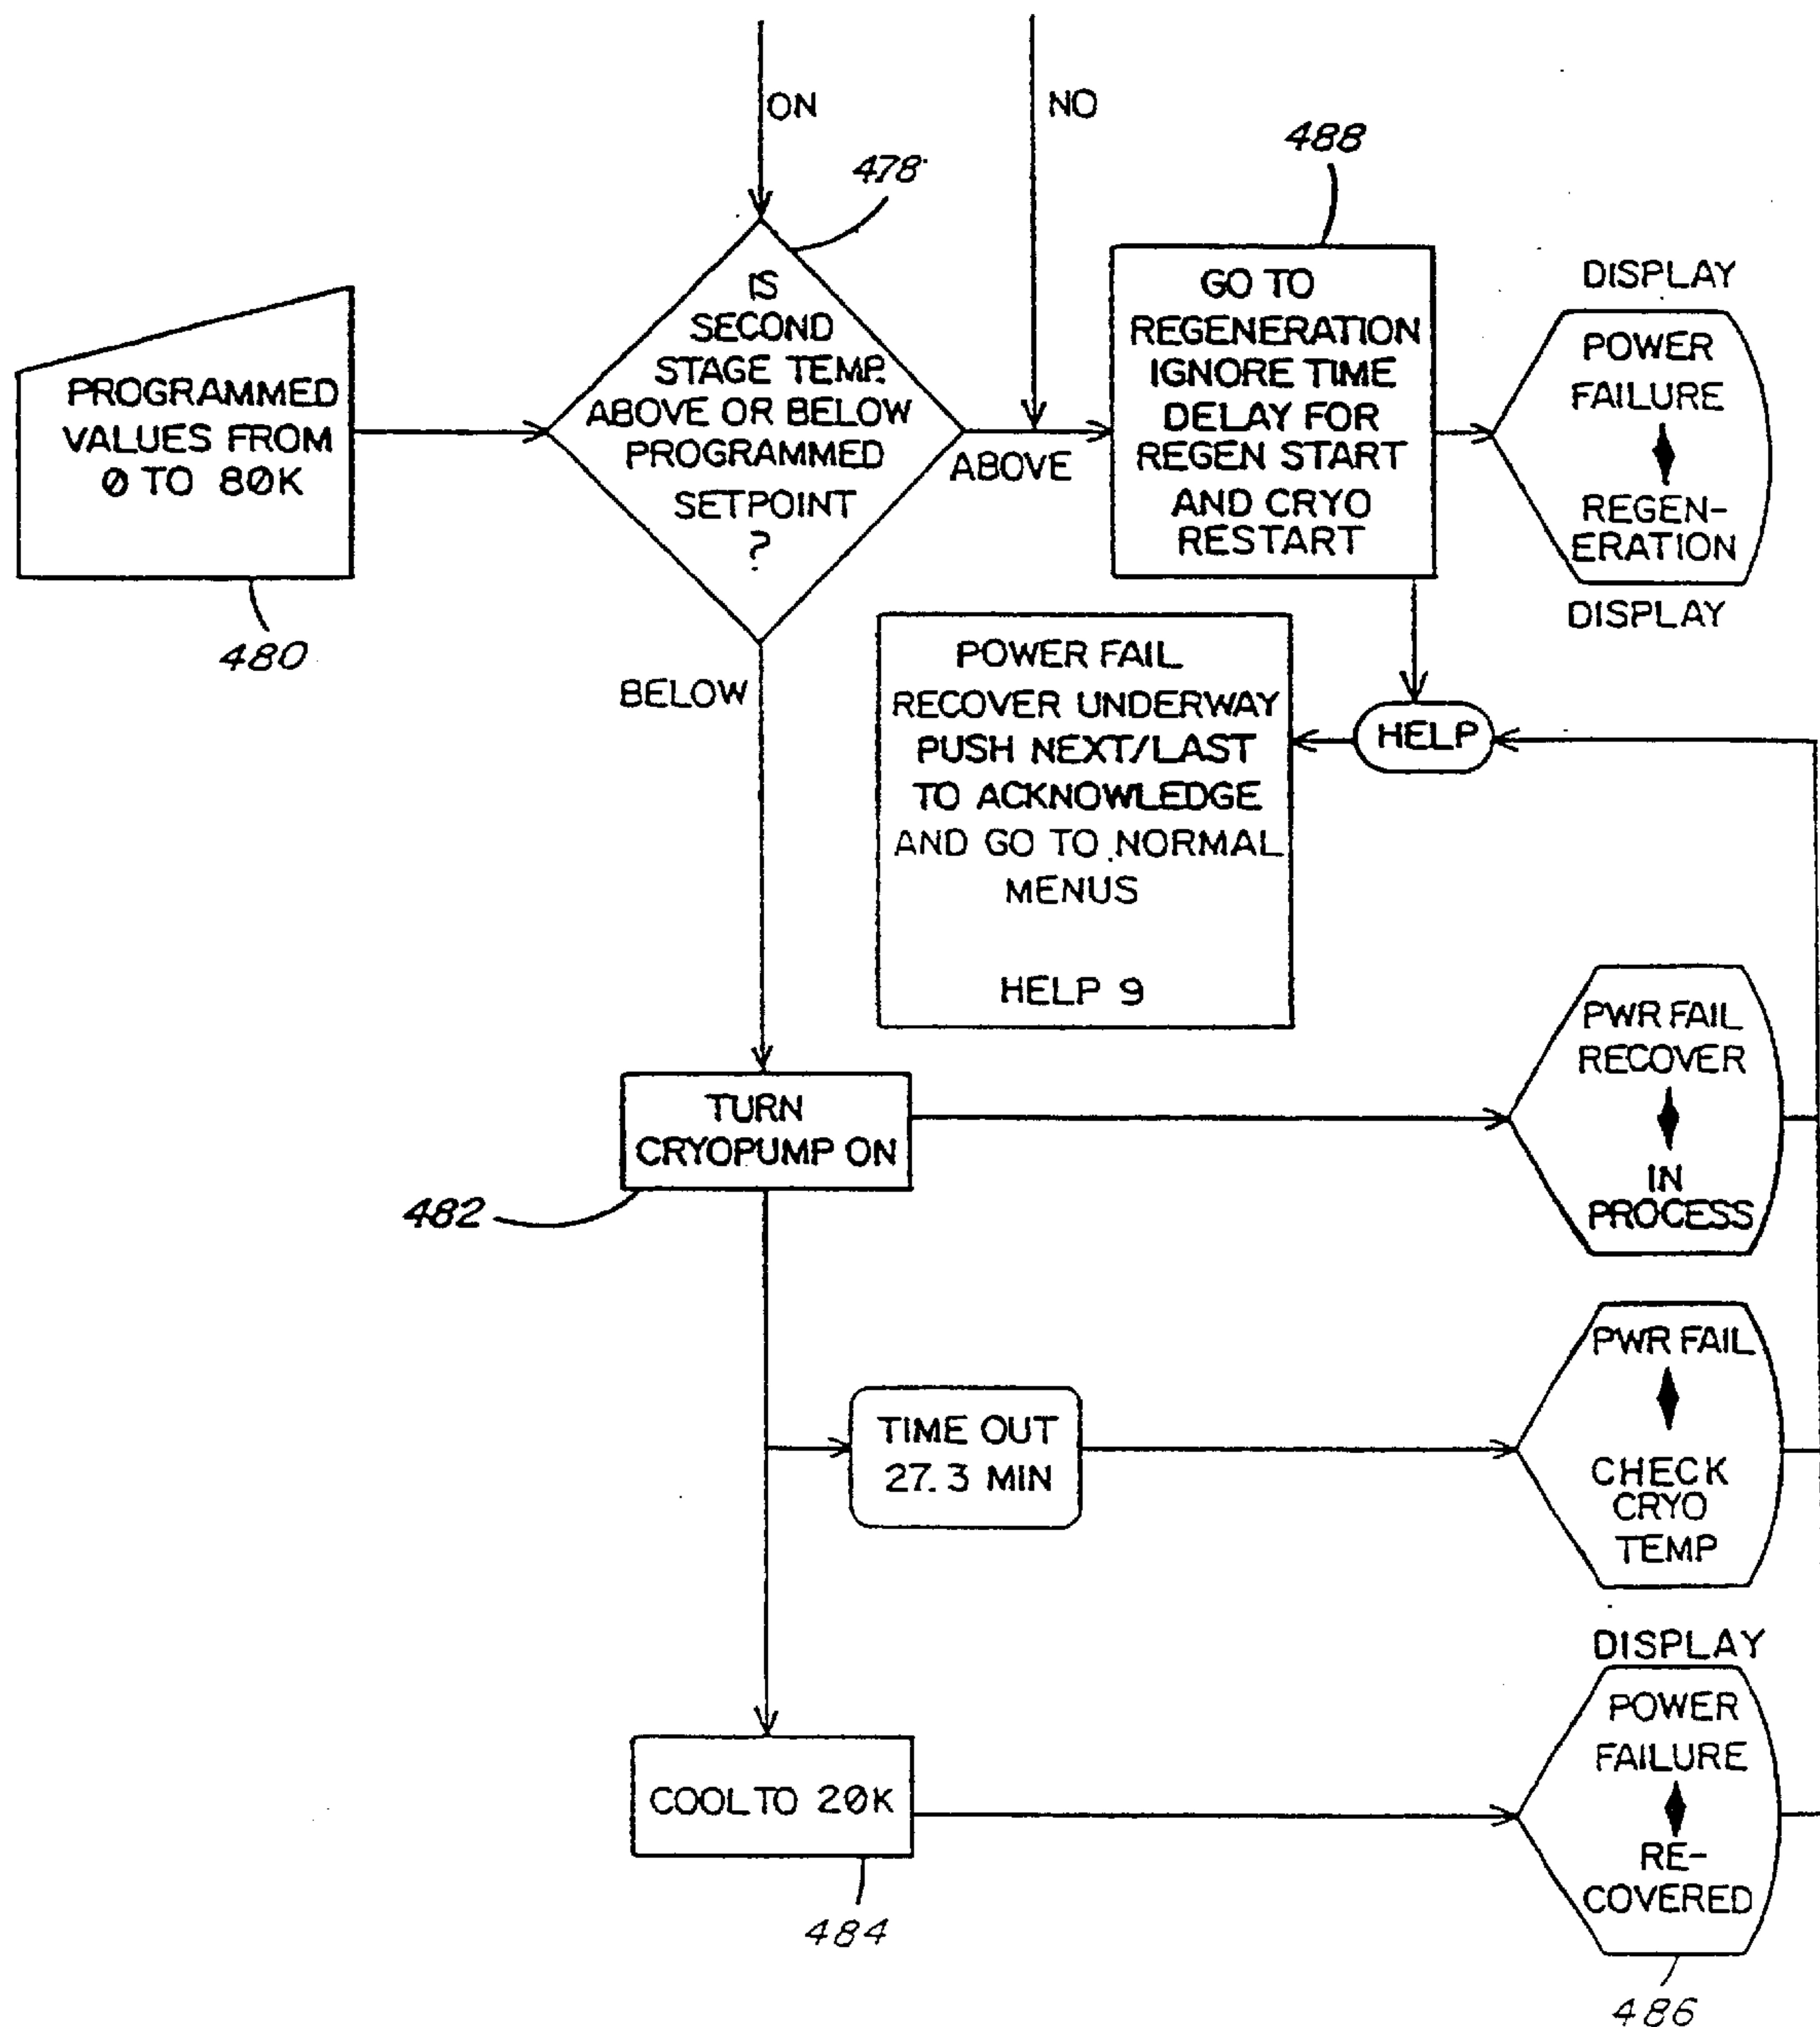 ON
NO
488
478
IS
SECOND
STAGE TEMP.
ABOVE OR BELOW
PROGRAMMED
SETPOINT
?
PROGRAMMED
VALUES FROM
0 TO 80K
480
ABOVE
BELOW
GO TO
REGENERATION
IGNORE TIME
DELAY FOR
REGEN START
AND CRYO
RESTART
DISPLAY
POWER
FAILURE
REGEN-
ERATION
DISPLAY
POWER FAIL
RECOVER UNDERWAY
PUSH NEXT/LAST
TO ACKNOWLEDGE
AND GO TO NORMAL
MENUS
HELP 9
HELP
TURN
CRYOPUMP ON
482
PWR FAIL
RECOVER
IN
PROCESS
TIME OUT
27.3 MIN
PWR FAIL
CHECK
CRYO
TEMP
COOL TO 20K
484
DISPLAY
POWER
FAILURE
RE-
COVERED
486